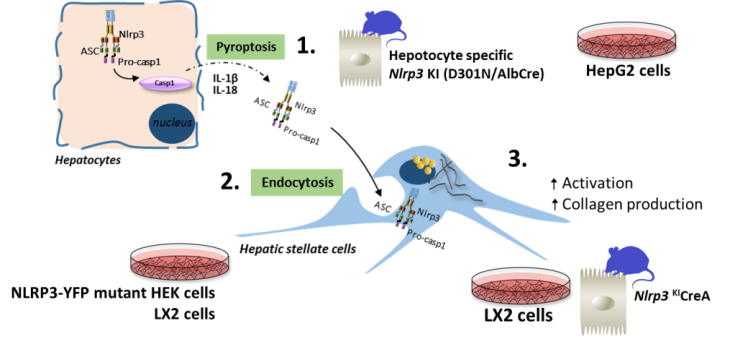 Nlrp3
ASC
Pro-casp1
Casp1
nucleus
Hepatocytes
Pyroptosis
1.
IL-1β
IL-18
ASC
Nlrp3
Pro-casp1
Hepotocyte specific
Nlrp3 KI (D301N/AlbCre)
HepG2 cells
2.
Endocytosis
3.
↑ Activation
↑ Collagen production
ASC
Nlrp3
Pro-casp1
Hepatic stellate cells
NLRP3-YFP mutant HEK cells
LX2 cells
LX2 cells
Nlrp3 KICreA